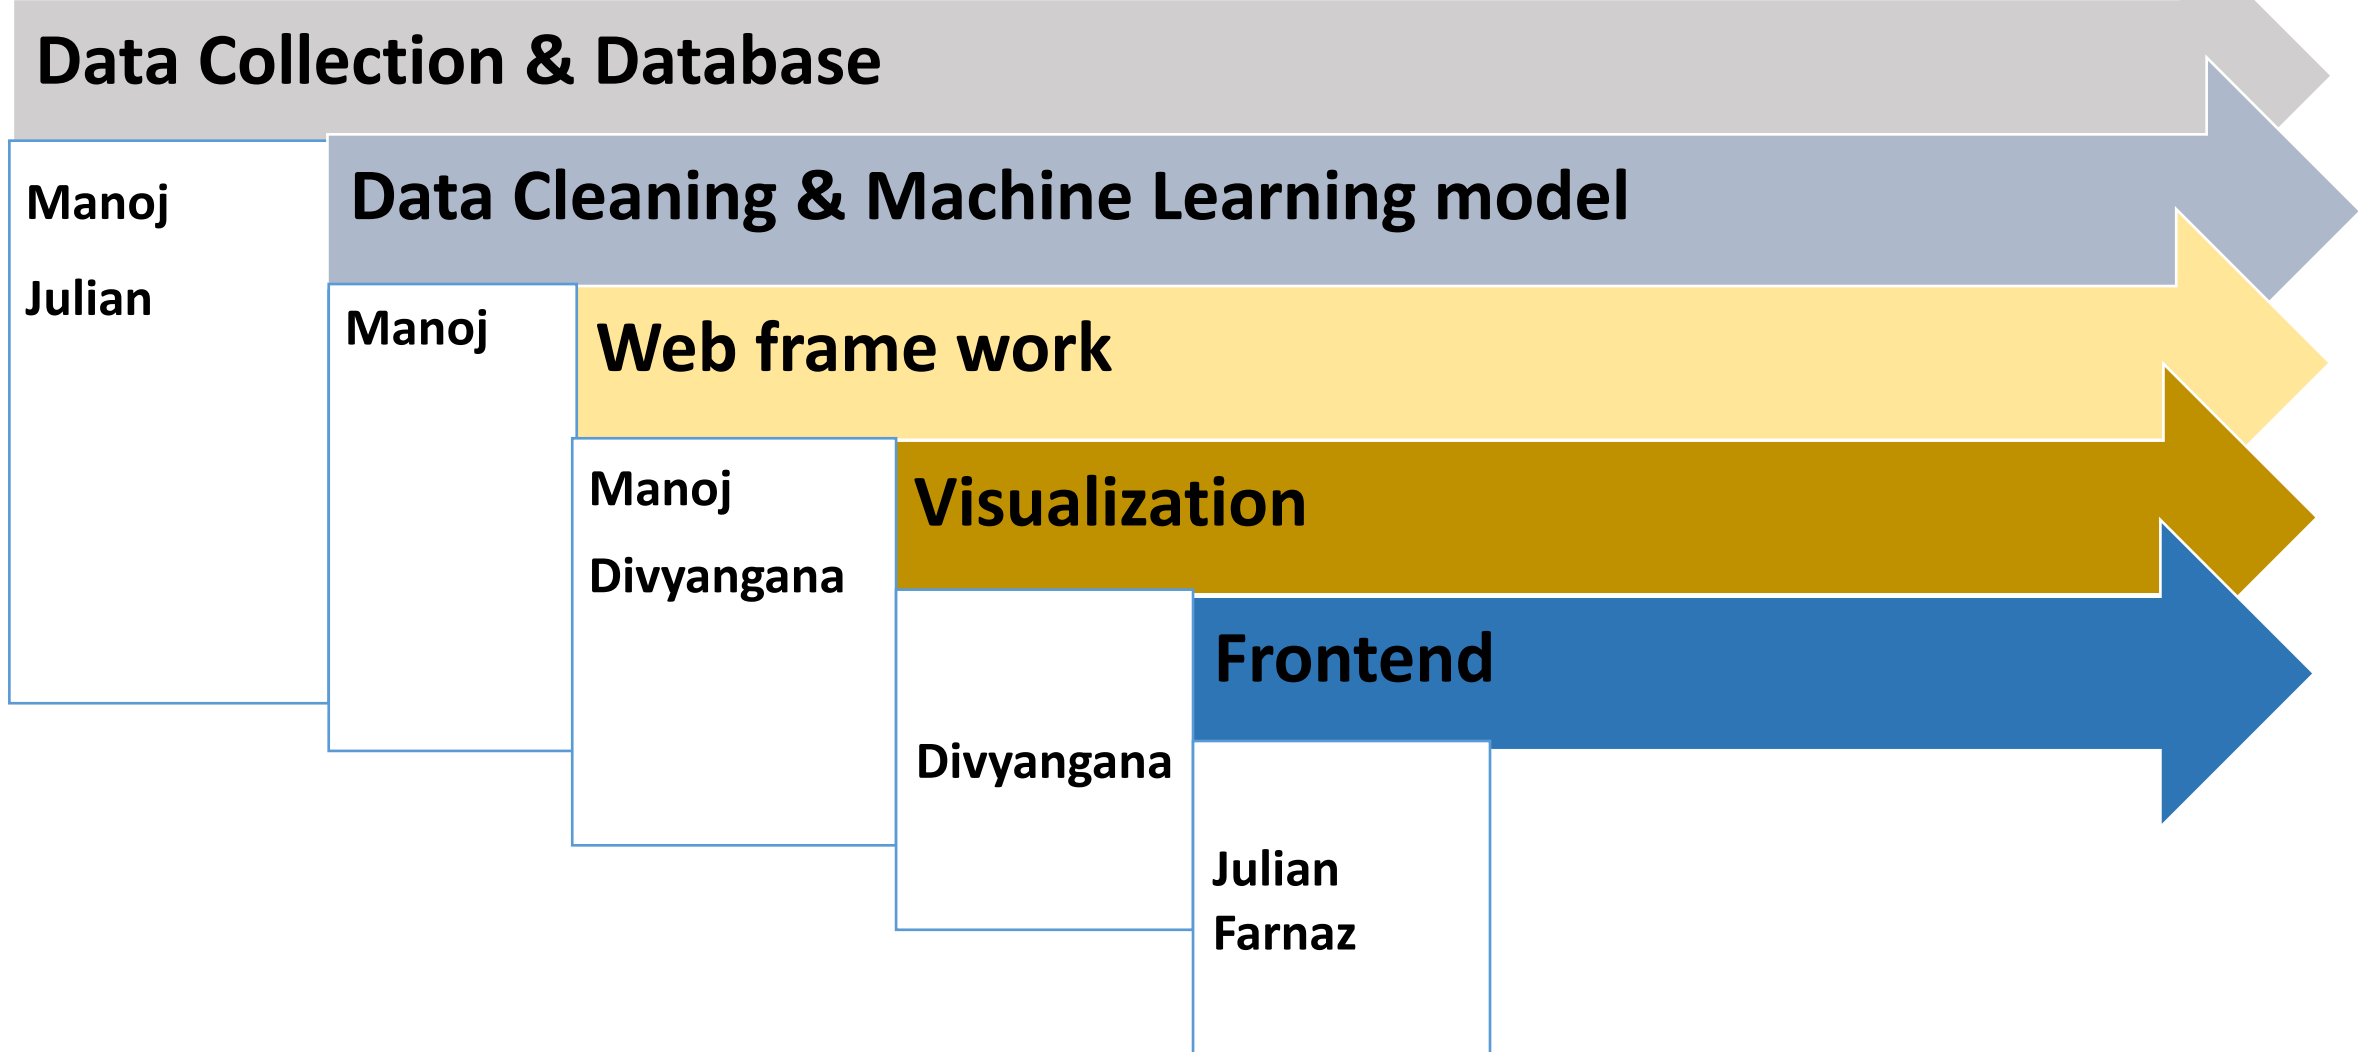 Data Collection & Database
Manoj
Julian
Data Cleaning & Machine Learning model
Manoj
Web frame work
Manoj
Divyangana
Visualization
Divyangana
Frontend
Julian
Farnaz